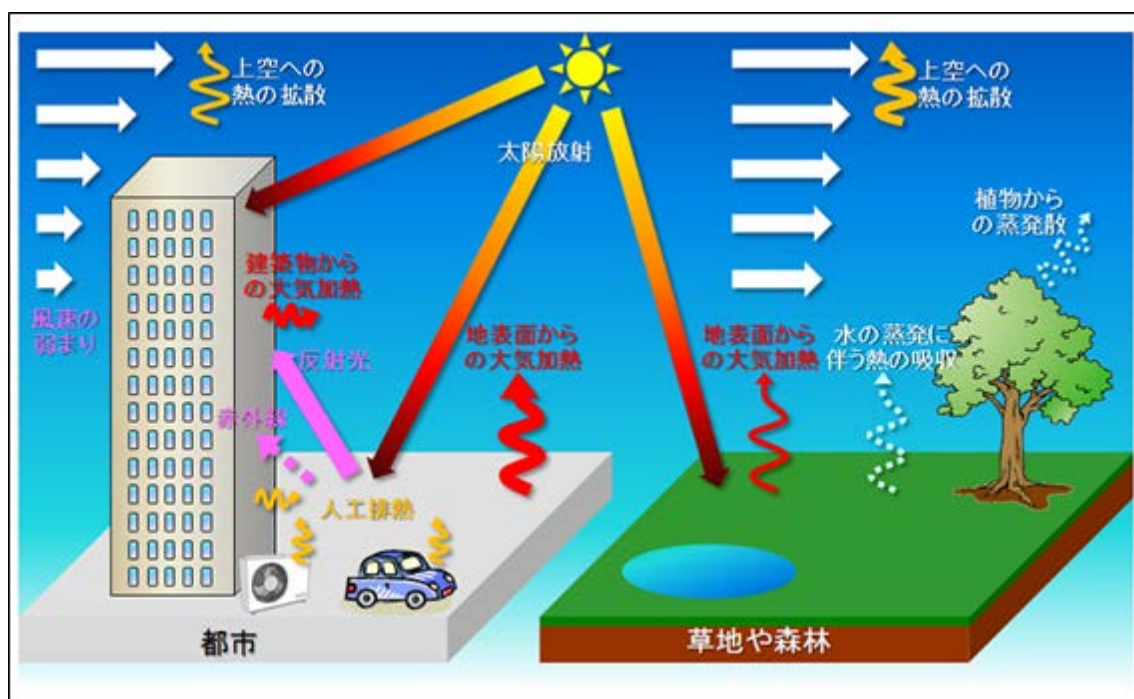 上空への
熱の拡散
太陽放射
上空への
熱の拡散
植物から
の蒸発散
建築物から
の大気加熱
風速の
弱まり
反射光
地表面から
の大気加熱
地表面から
の大気加熱
水の蒸発に
伴う熱の吸収
赤外線
人工排熱
都市
草地や森林